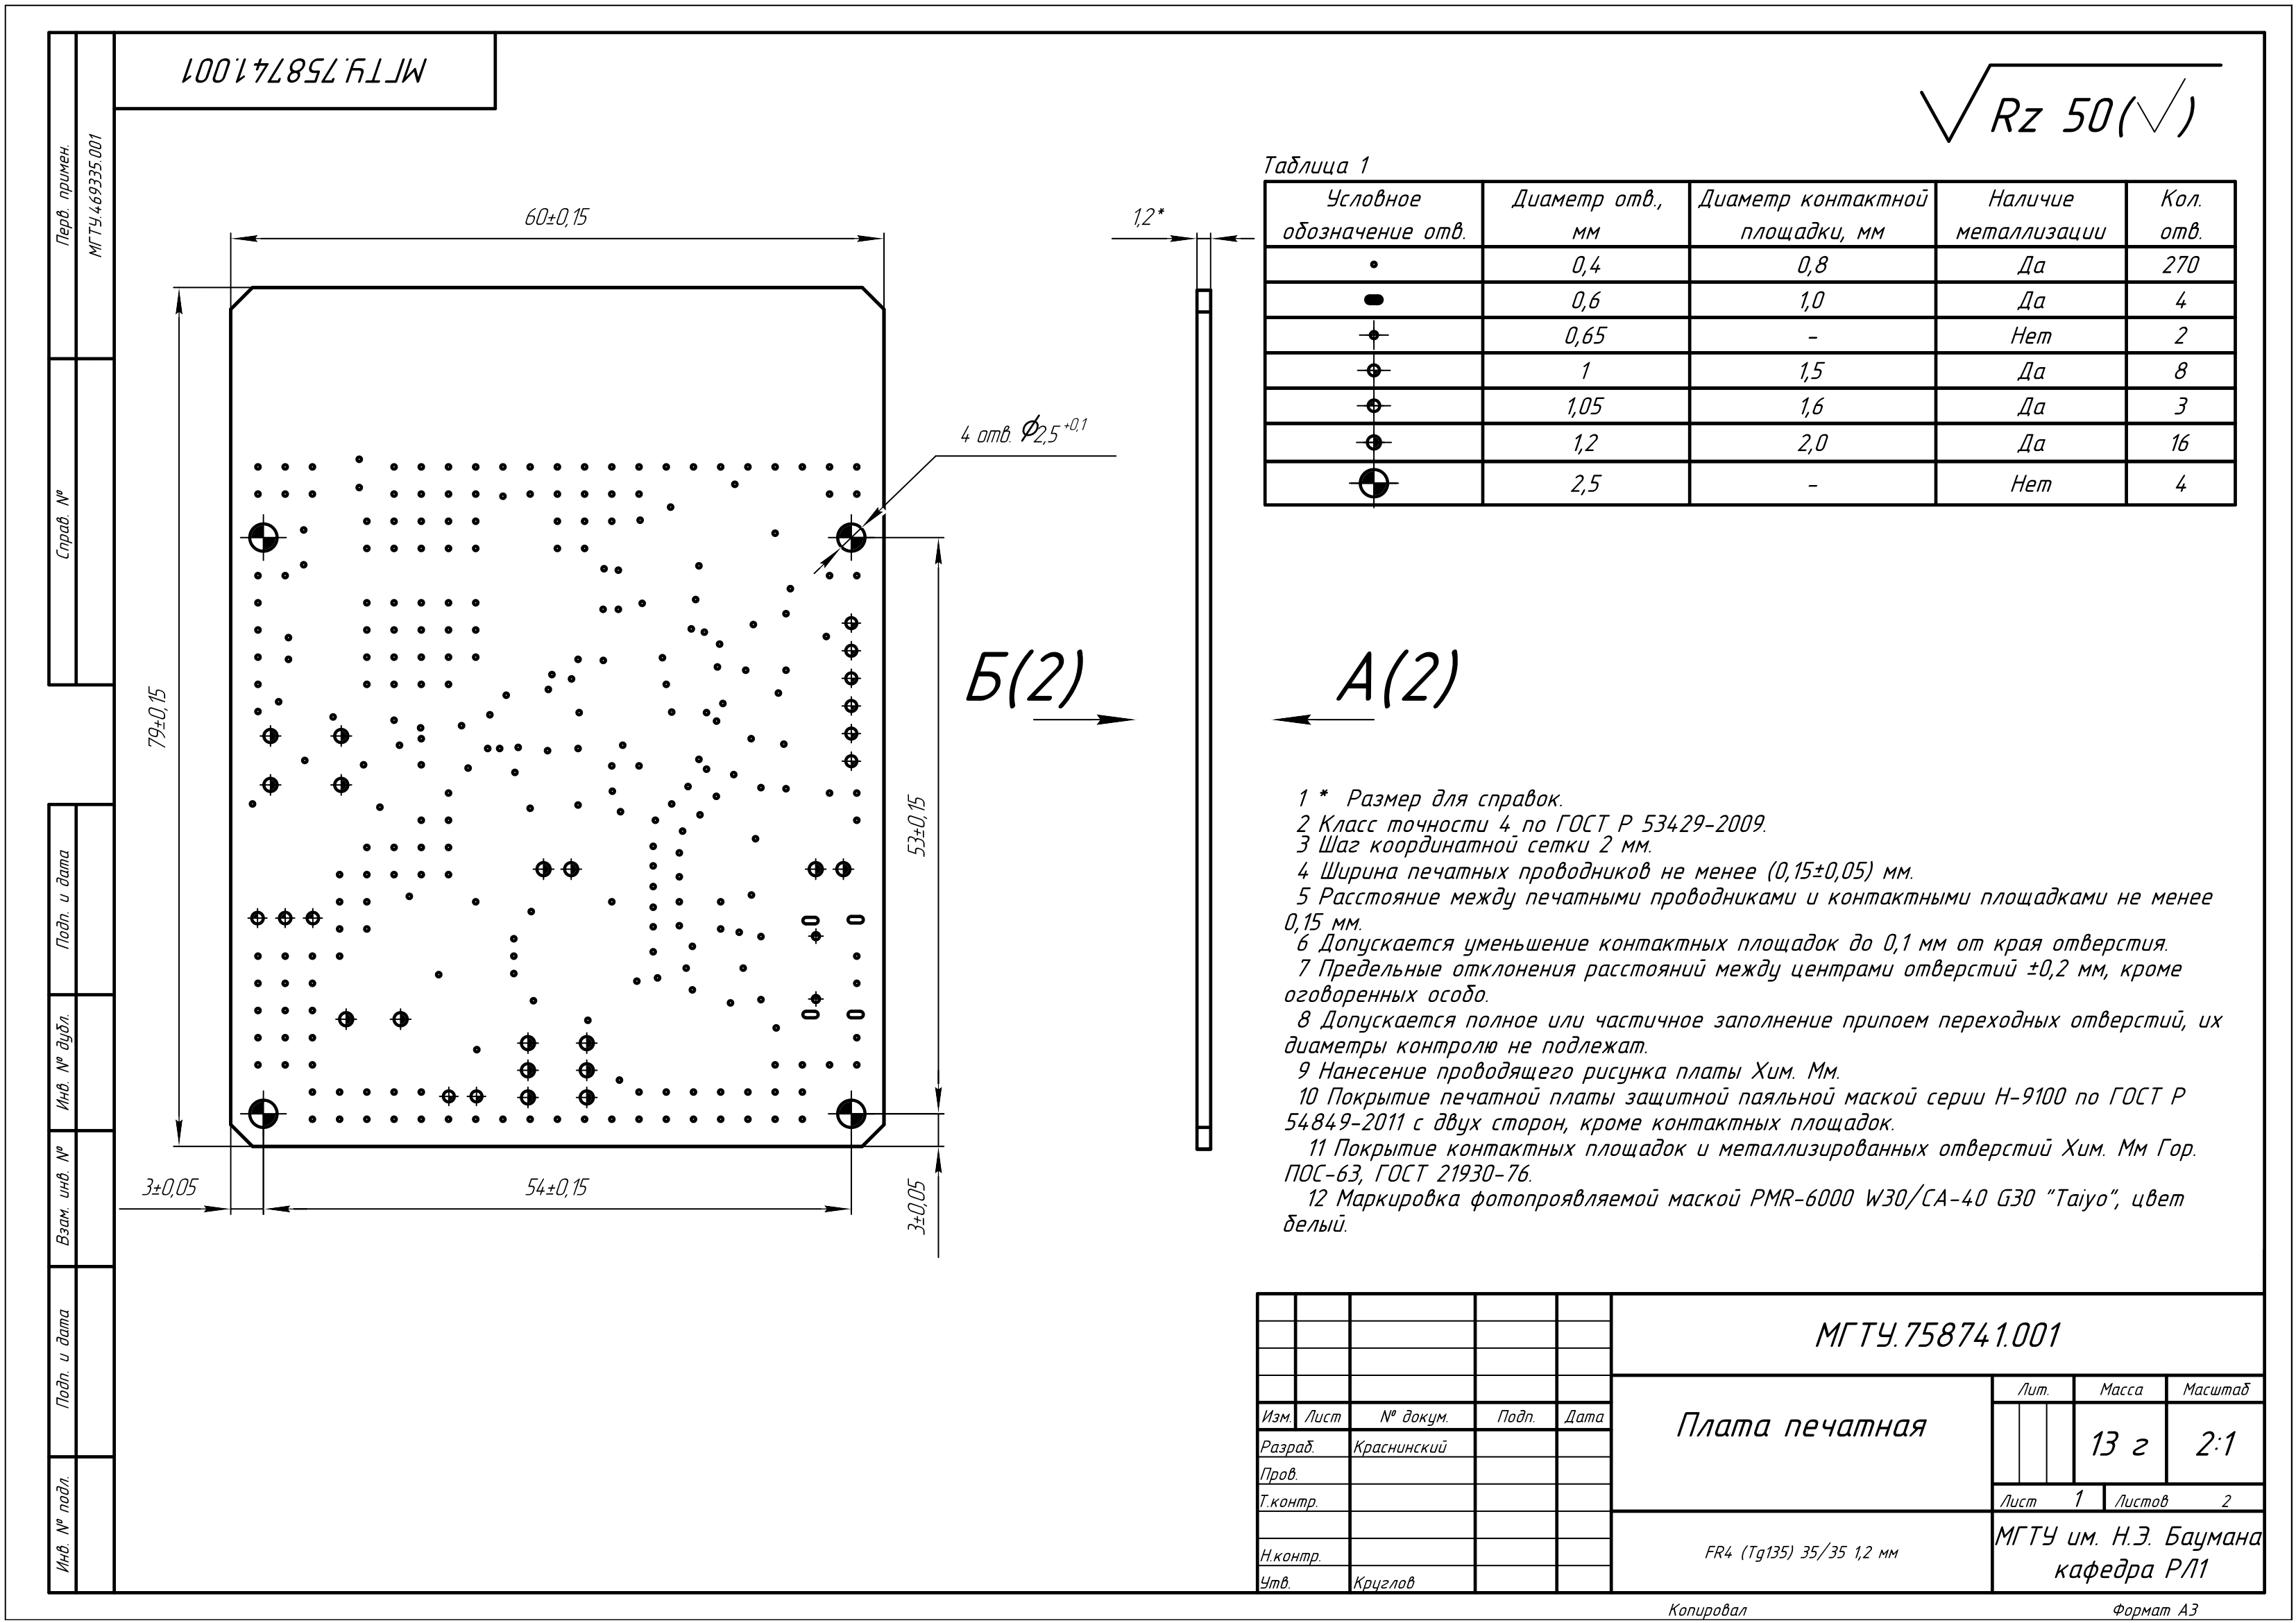 МГТУ.758741.001
Перв. примен.
МГТУ.469335.001
Справ. №
Подп. и дата
Инв. № дубл.
Взам. инв. №
Подп. и дата
Инв. № подл.
Rz 50(√)
60±0,15
1,2*
79±0,15
4 отв. ϕ2,5 +0,1
53±0,15
3±0,05
54±0,15
3±0,05
Б(2)
А(2)
Таблица 1
Условное обозначение отв. | Диаметр отв., мм | Диаметр контактной площадки, мм | Наличие металлизации | Кол. отв.
0,4 0,8 Да 270
0,6 1,0 Да 4
0,65 – Нет 2
1 1,5 Да 8
1,05 1,6 Да 3
1,2 2,0 Да 16
2,5 – Нет 4
1 * Размер для справок.
2 Класс точности 4 по ГОСТ Р 53429-2009.
3 Шаг координатной сетки 2 мм.
4 Ширина печатных проводников не менее (0,15±0,05) мм.
5 Расстояние между печатными проводниками и контактными площадками не менее
0,15 мм.
6 Допускается уменьшение контактных площадок до 0,1 мм от края отверстия.
7 Предельные отклонения расстояний между центрами отверстий ±0,2 мм, кроме
оговоренных особо.
8 Допускается полное или частичное заполнение припоем переходных отверстий, их
диаметры контролю не подлежат.
9 Нанесение проводящего рисунка платы Хим. Мм.
10 Покрытие печатной платы защитной паяльной маской серии Н-9100 по ГОСТ Р
54849-2011 с двух сторон, кроме контактных площадок.
11 Покрытие контактных площадок и металлизированных отверстий Хим. Мм Гор.
ПОС-63, ГОСТ 21930-76.
12 Маркировка фотопроявляемой маской PMR-6000 W30/CA-40 G30 "Taiyo", цвет
белый.
МГТУ.758741.001
Изм. Лист № докум. Подп. Дата
Разраб. Краснинский
Пров.
Т.контр.
Н.контр.
Утв. Круглов
Плата печатная
Лит. Масса Масштаб
13 г 2:1
Лист 1 Листов 2
FR4 (Tg135) 35/35 1,2 мм
МГТУ им. Н.Э. Баумана
кафедра РЛ1
Копировал Формат А3